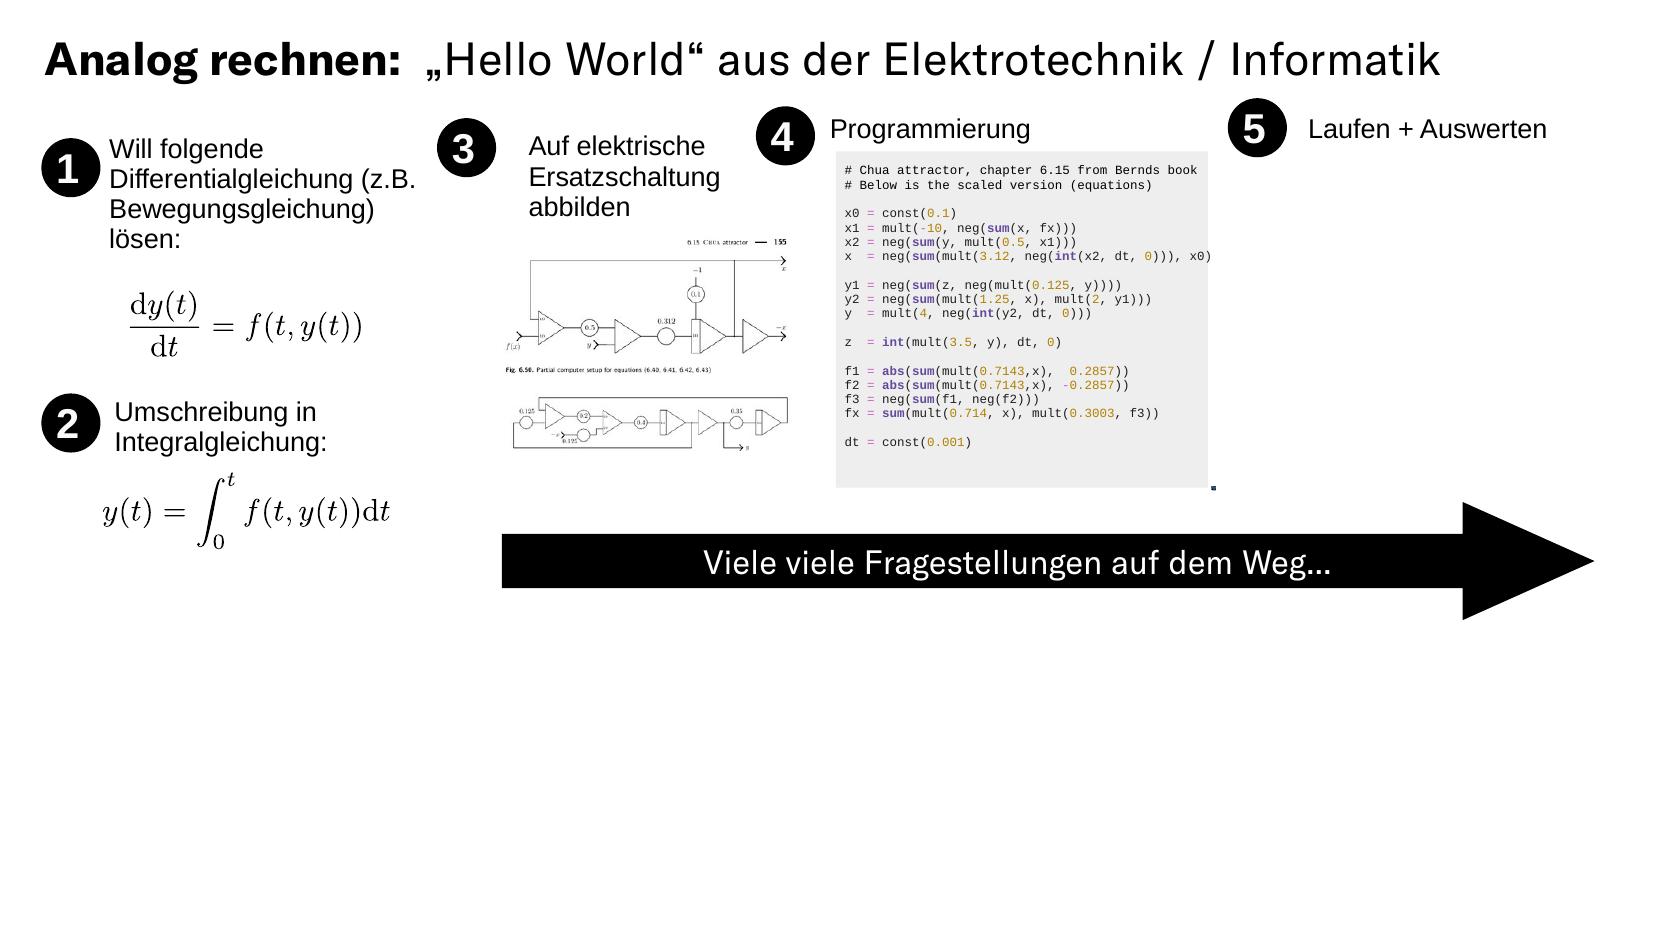 Analog rechnen: „Hello World“ aus der Elektrotechnik / Informatik
1
Will folgende
Differentialgleichung (z.B.
Bewegungsgleichung)
lösen:
dy(t)
dt
= f(t, y(t))
2
Umschreibung in
Integralgleichung:
y(t) = ∫₀ᵗ f(t, y(t))dt
3
Auf elektrische
Ersatzschaltung
abbilden
6.15 CHUA attractor — 155
x
−1
0.1
10
0.5
0.312
10
10
−x
f(x)
y
Fig. 6.50. Partial computer setup for equations (6.40, 6.41, 6.42, 6.43)
0.125
0.2
0.4
0.35
−x
0.125
4
Programmierung
# Chua attractor, chapter 6.15 from Bernds book
# Below is the scaled version (equations)
x0 = const(0.1)
x1 = mult(-10, neg(sum(x, fx)))
x2 = neg(sum(y, mult(0.5, x1)))
x  = neg(sum(mult(3.12, neg(int(x2, dt, 0))), x0)
y1 = neg(sum(z, neg(mult(0.125, y))))
y2 = neg(sum(mult(1.25, x), mult(2, y1)))
y  = mult(4, neg(int(y2, dt, 0)))
z  = int(mult(3.5, y), dt, 0)
f1 = abs(sum(mult(0.7143,x),  0.2857))
f2 = abs(sum(mult(0.7143,x), -0.2857))
f3 = neg(sum(f1, neg(f2)))
fx = sum(mult(0.714, x), mult(0.3003, f3))
dt = const(0.001)
5
Laufen + Auswerten
Viele viele Fragestellungen auf dem Weg...